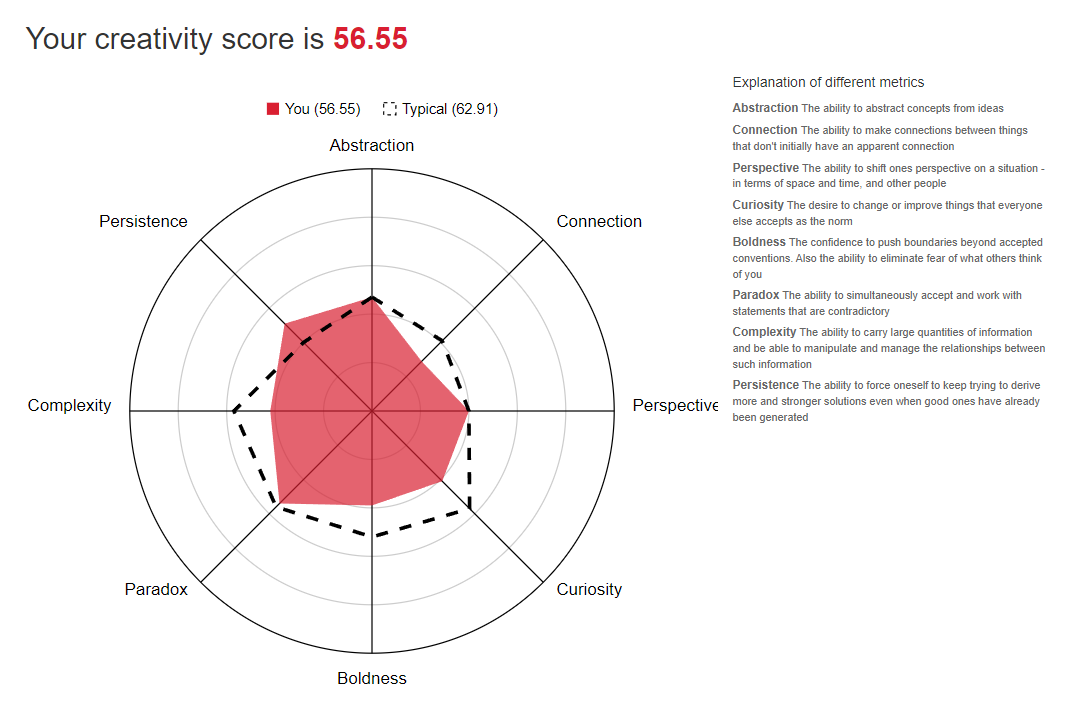 Your creativity score is 56.55
You (56.55)
Typical (62.91)
Abstraction
Persistence
Connection
Complexity
Perspective
Paradox
Curiosity
Boldness
Explanation of different metrics
Abstraction The ability to abstract concepts from ideas
Connection The ability to make connections between things
that don't initially have an apparent connection
Perspective The ability to shift ones perspective on a situation -
in terms of space and time, and other people
Curiosity The desire to change or improve things that everyone
else accepts as the norm
Boldness The confidence to push boundaries beyond accepted
conventions. Also the ability to eliminate fear of what others think
of you
Paradox The ability to simultaneously accept and work with
statements that are contradictory
Complexity The ability to carry large quantities of information
and be able to manipulate and manage the relationships between
such information
Persistence The ability to force oneself to keep trying to derive
more and stronger solutions even when good ones have already
been generated